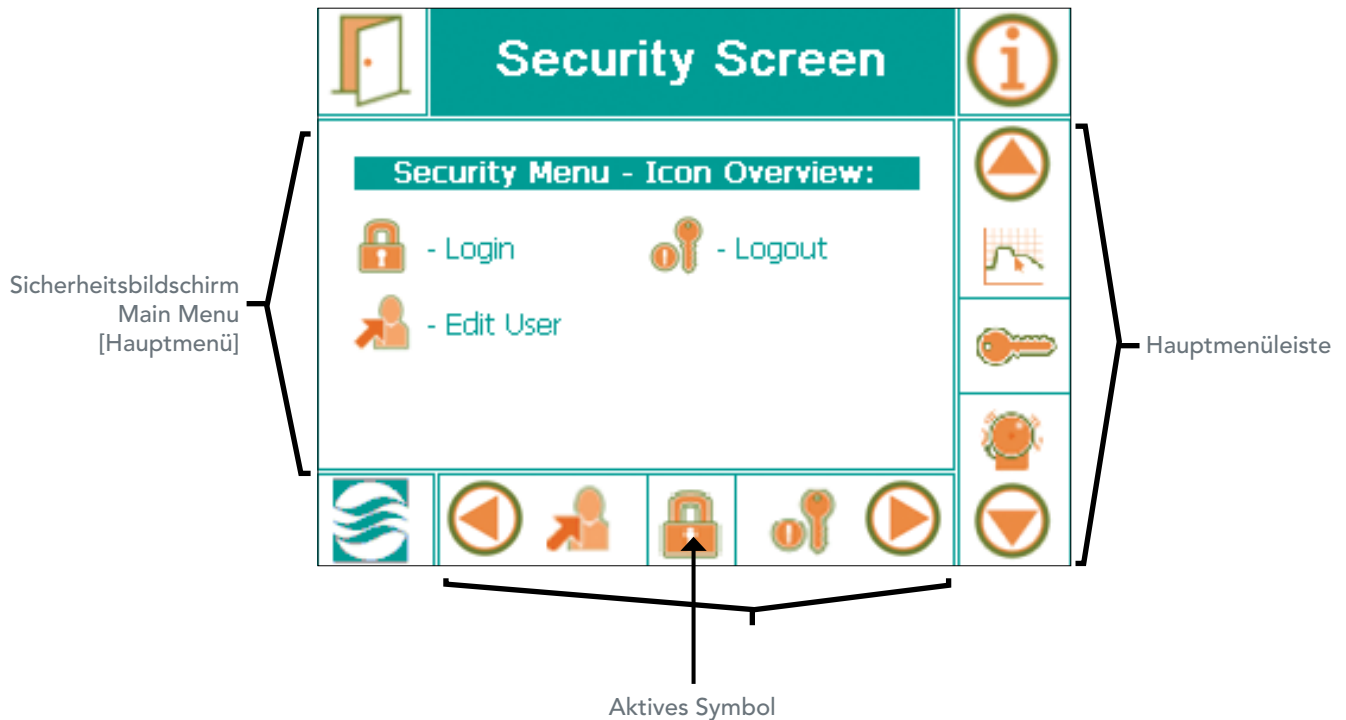 Security Screen
Security Menu - Icon Overview:
- Login
- Logout
- Edit User
Sicherheitsbildschirm
Main Menu
[Hauptmenü]
Hauptmenüleiste
Aktives Symbol